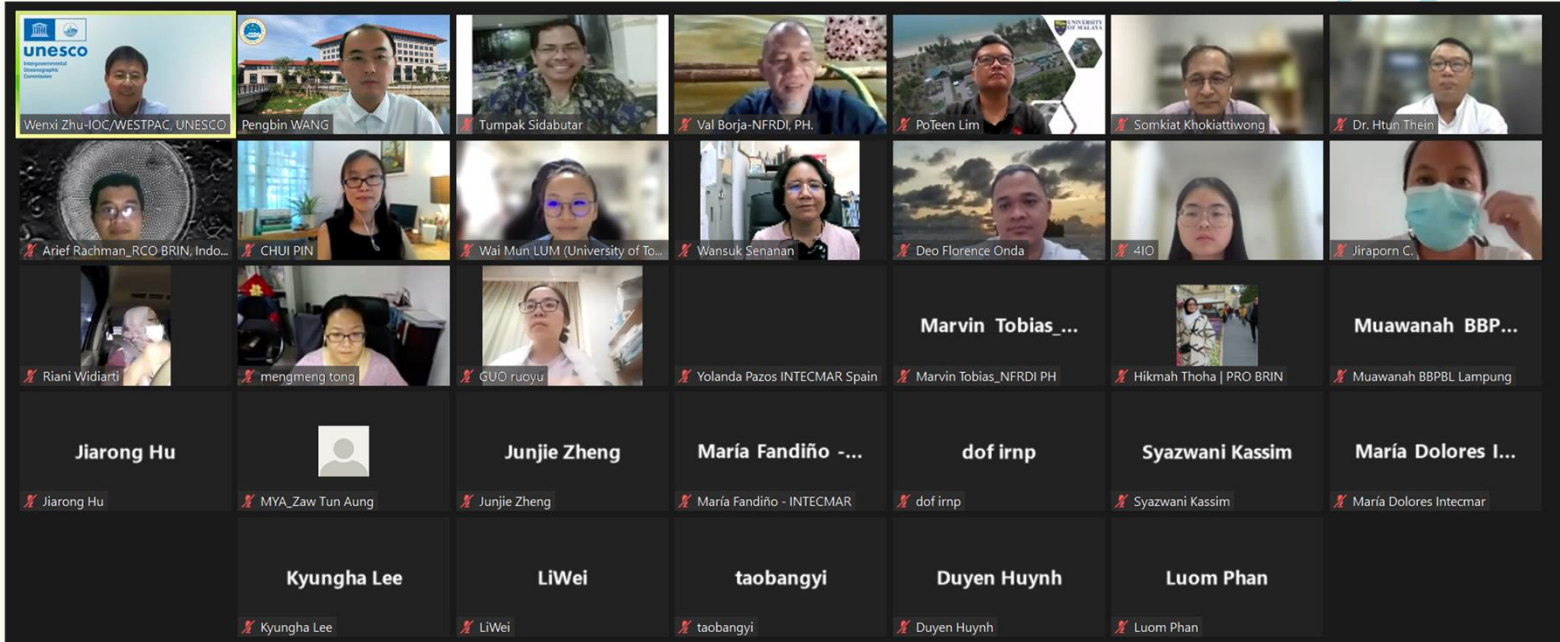 unesco
Intergovernmental
Oceanographic
Commission
Wenxi Zhu-IOC/WESTPAC, UNESCO
Pengbin WANG
Tumpak Sidabutar
Val Borja-NFRDI, PH.
UNIVERSITY
OF MALAYA
PoTeen Lim
Somkiat Khokiattiwong
Dr. Htun Thein
Arief Rachman_RCO BRIN, Indo...
CHUI PIN
Wai Mun LUM (University of To...
Wansuk Senanan
Deo Florence Onda
4IO
Jiraporn C.
Riani Widiarti
mengmeng tong
GUO ruoyu
Yolanda Pazos INTECMAR Spain
Marvin Tobias_...
Marvin Tobias_NFRDI PH
Hikmah Thoha | PRO BRIN
Muawanah BBP...
Muawanah BBPBL Lampung
Jiarong Hu
Jiarong Hu
MYA_Zaw Tun Aung
Junjie Zheng
Junjie Zheng
María Fandiño -...
María Fandiño - INTECMAR
dof irnp
dof irnp
Syazwani Kassim
Syazwani Kassim
María Dolores I...
María Dolores Intecmar
Kyungha Lee
Kyungha Lee
LiWei
LiWei
taobangyi
taobangyi
Duyen Huynh
Duyen Huynh
Luom Phan
Luom Phan